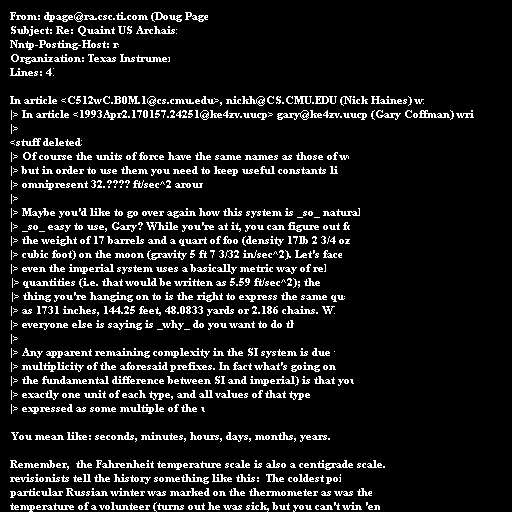 From: dpage@ra.csc.ti.com (Doug Page
Subject: Re: Quaint US Archais
Nntp-Posting-Host: r
Organization: Texas Instrumen
Lines: 4
In article <C512wC.B0M.1@cs.cmu.edu>, nickh@CS.CMU.EDU (Nick Haines) w
|> In article <1993Apr2.170157.24251@ke4zv.uucp> gary@ke4zv.uucp (Gary Coffman) wri
|>
<stuff deleted
|> Of course the units of force have the same names as those of w
|> but in order to use them you need to keep useful constants li
|> omnipresent 32.???? ft/sec^2 arour
|>
|> Maybe you'd like to go over again how this system is _so_ natural
|> _so_ easy to use, Gary? While you're at it, you can figure out fo
|> the weight of 17 barrels and a quart of foo (density 17lb 2 3/4 oz
|> cubic foot) on the moon (gravity 5 ft 7 3/32 in/sec^2). Let's face
|> even the imperial system uses a basically metric way of rel
|> quantities (i.e. that would be written as 5.59 ft/sec^2); the
|> thing you're hanging on to is the right to express the same qu
|> as 1731 inches, 144.25 feet, 48.0833 yards or 2.186 chains. W
|> everyone else is saying is _why_ do you want to do th
|>
|> Any apparent remaining complexity in the SI system is due
|> multiplicity of the aforesaid prefixes. In fact what's going on
|> the fundamental difference between SI and imperial) is that you
|> exactly one unit of each type, and all values of that type
|> expressed as some multiple of the u
You mean like: seconds, minutes, hours, days, months, years.
Remember,  the Fahrenheit temperature scale is also a centigrade scale.
revisionists tell the history something like this:  The coldest poi
particular Russian winter was marked on the thermometer as was the
temperature of a volunteer (turns out he was sick, but you can't win 'en